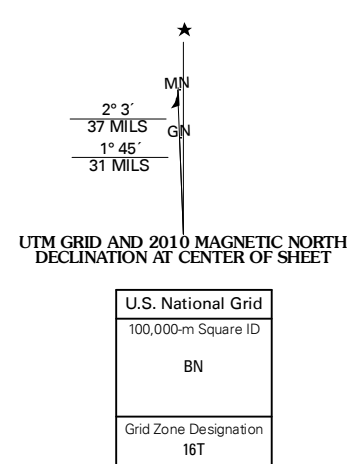 MN
2° 3´
37 MILS
GN
1° 45´
31 MILS
UTM GRID AND 2010 MAGNETIC NORTH
DECLINATION AT CENTER OF SHEET
U.S. National Grid
100,000-m Square ID
BN
Grid Zone Designation
16T